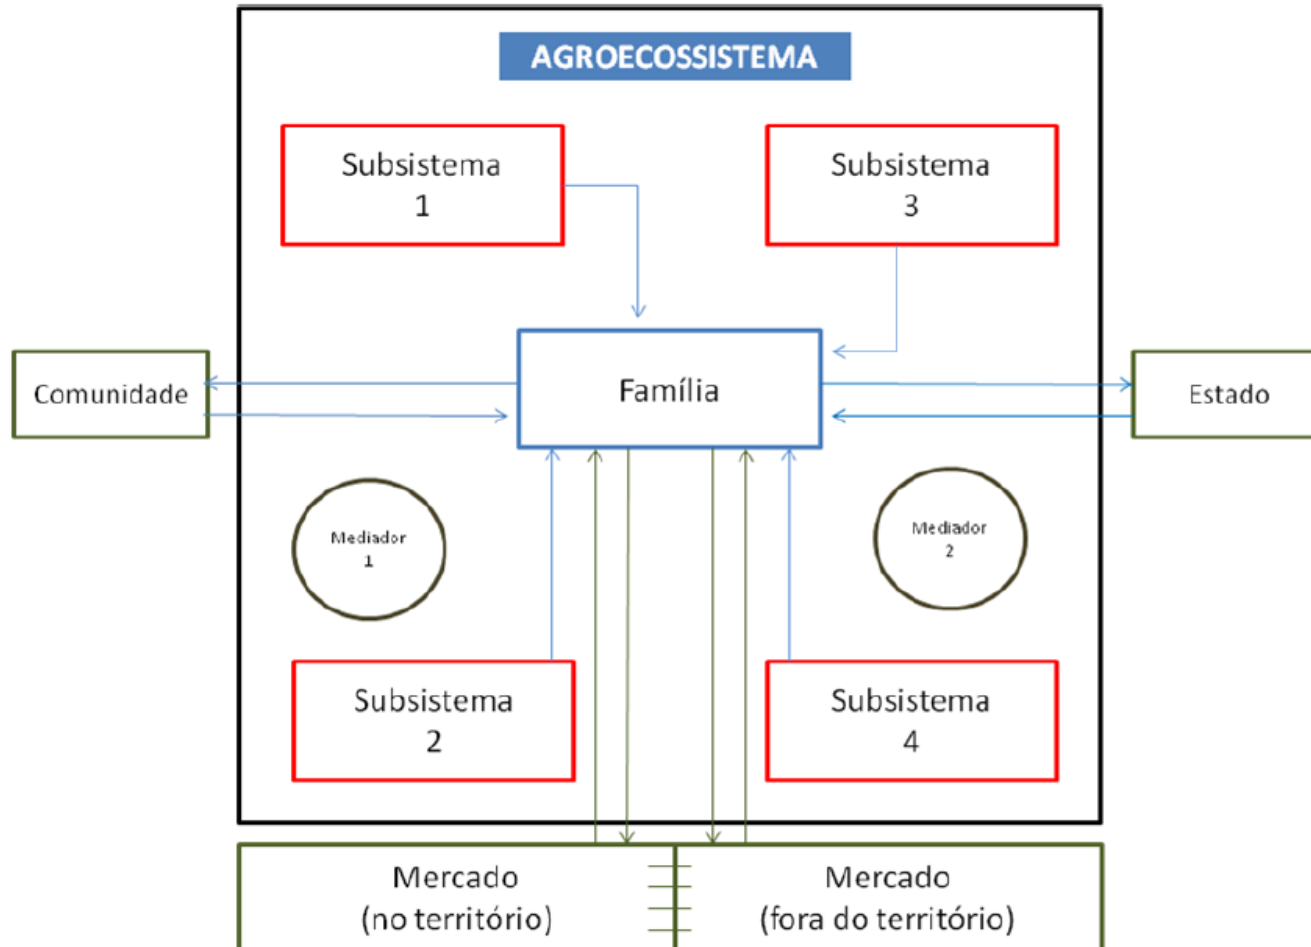 AGROECOSSISTEMA
Subsistema
1
Subsistema
3
Comunidade
Família
Estado
Mediador
1
Mediador
2
Subsistema
2
Subsistema
4
Mercado
(no território)
Mercado
(fora do território)